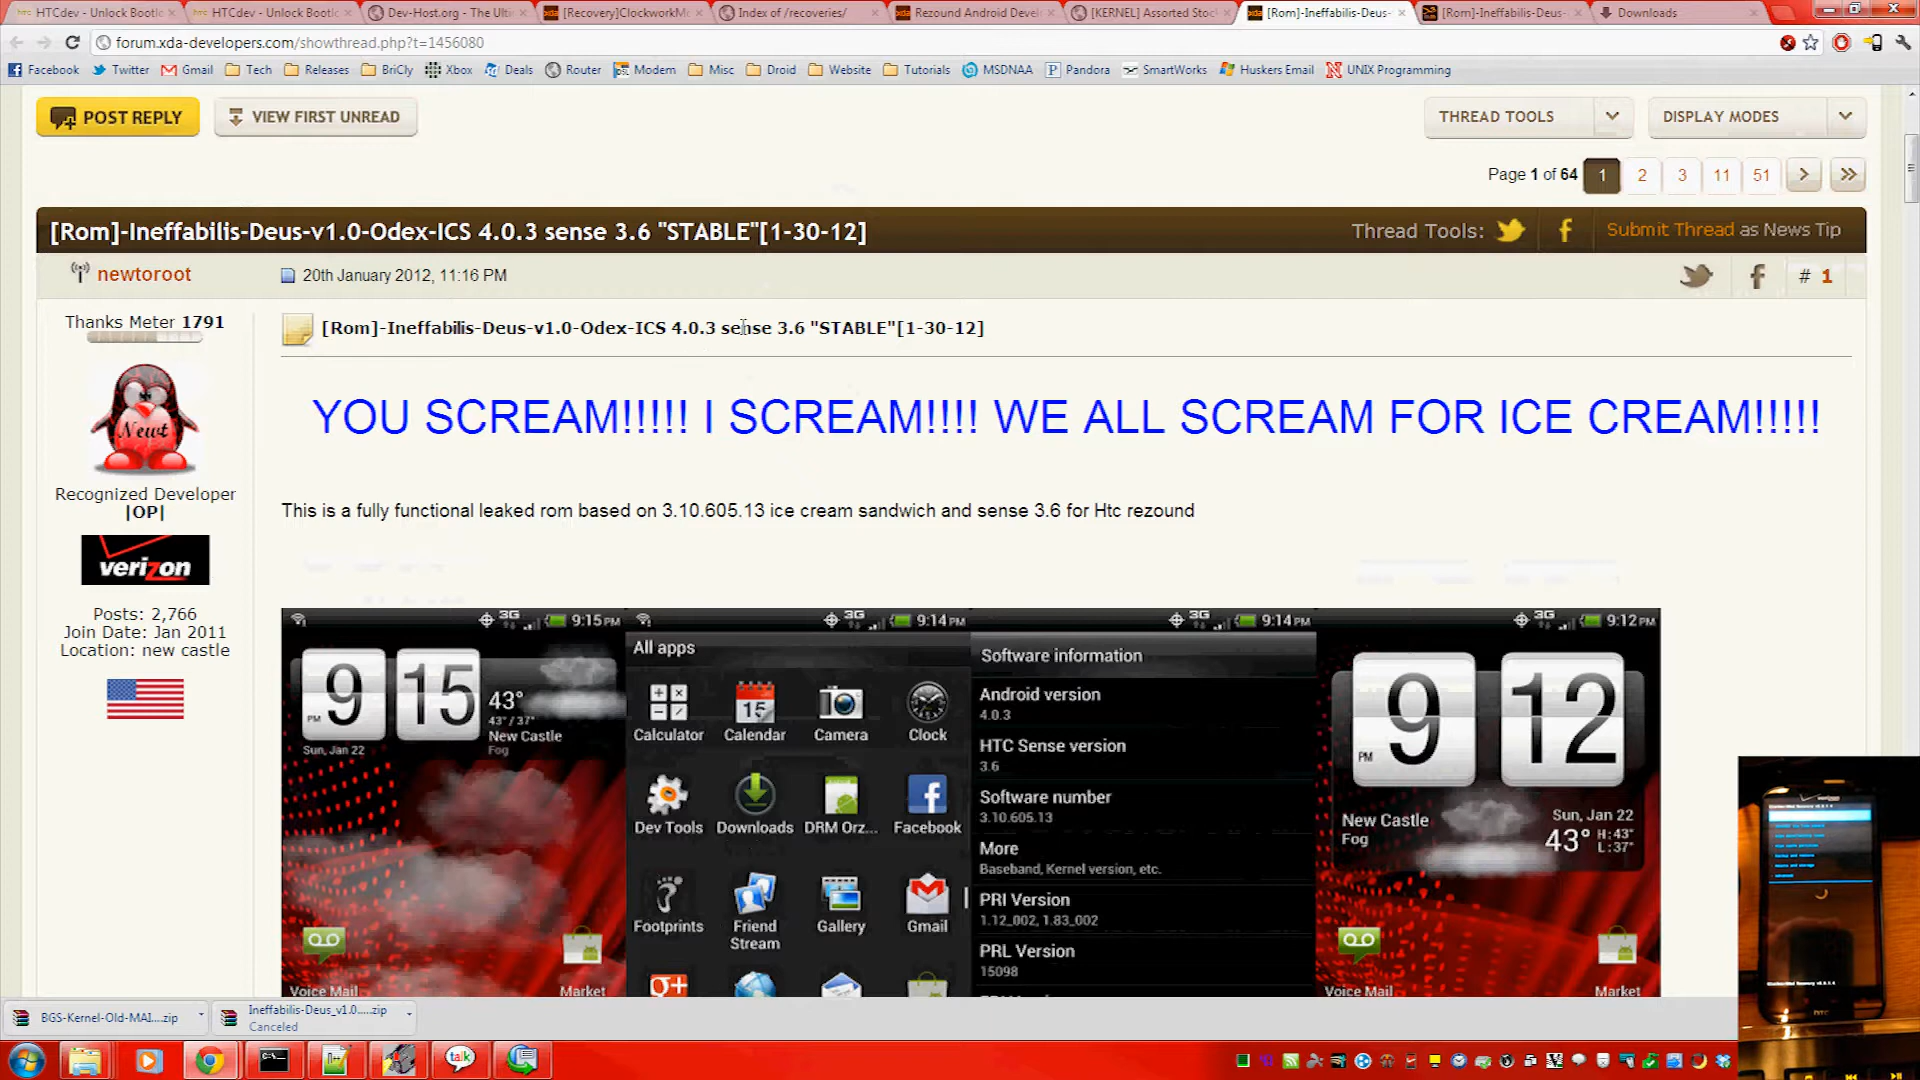 HTCdev - Unlock Bootlo
HTCdev - Unlock Bootlo
Dev-Host.org - The Ulti
[Recovery]ClockworkM
Index of /recoveries/
Rezound Android Devel
[KERNEL] Assorted Stoc
[Rom]-Ineffabilis-Deus-
[Rom]-Ineffabilis-Deus-
Downloads
forum.xda-developers.com/showthread.php?t=1456080
Facebook
Twitter
Gmail
Tech
Releases
BriCly
Xbox
Deals
Router
Modem
Misc
Droid
Website
Tutorials
MSDNAA
Pandora
SmartWorks
Huskers Email
UNIX Programming
POST REPLY
VIEW FIRST UNREAD
THREAD TOOLS
DISPLAY MODES
Page 1 of 64 1 2 3 11 51 > >>
[Rom]-Ineffabilis-Deus-v1.0-Odex-ICS 4.0.3 sense 3.6 "STABLE"[1-30-12]
Thread Tools:
Submit Thread as News Tip
newtoroot
20th January 2012, 11:16 PM
# 1
Thanks Meter 1791
[Rom]-Ineffabilis-Deus-v1.0-Odex-ICS 4.0.3 sense 3.6 "STABLE"[1-30-12]
YOU SCREAM!!!!! I SCREAM!!!! WE ALL SCREAM FOR ICE CREAM!!!!!
Newt
Recognized Developer
|OP|
This is a fully functional leaked rom based on 3.10.605.13 ice cream sandwich and sense 3.6 for Htc rezound
verizon
Posts: 2,766
Join Date: Jan 2011
Location: new castle
3G 9:15 PM
9 15
PM
43°
43° / 37°
New Castle
Fog
Sun, Jan 22
Voice Mail
Market
3G 9:14 PM
All apps
Calculator
Calendar
Camera
Clock
Dev Tools
Downloads
DRM Orz...
Facebook
Footprints
Friend
Stream
Gallery
Gmail
3G 9:14 PM
Software information
Android version
4.0.3
HTC Sense version
3.6
Software number
3.10.605.13
More
Baseband, Kernel version, etc.
PRI Version
1.12_002, 1.83_002
PRL Version
15098
3G 9:12 PM
9 12
PM
New Castle
Fog
Sun, Jan 22
43° H: 43°
L: 37°
Voice Mail
Market
BGS-Kernel-Old-MAI....zip
Ineffabilis-Deus_v1.0.....zip
Canceled
talk